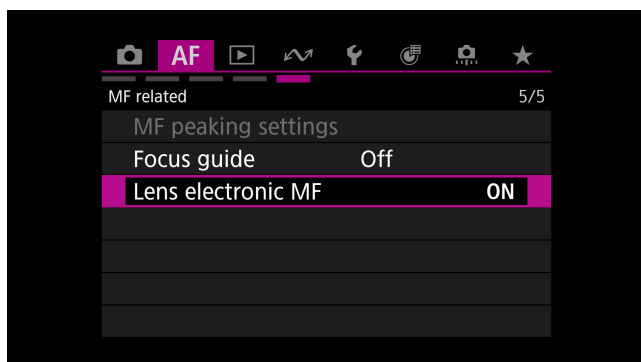 AF
MF related 5/5
MF peaking settings
Focus guide Off
Lens electronic MF ON